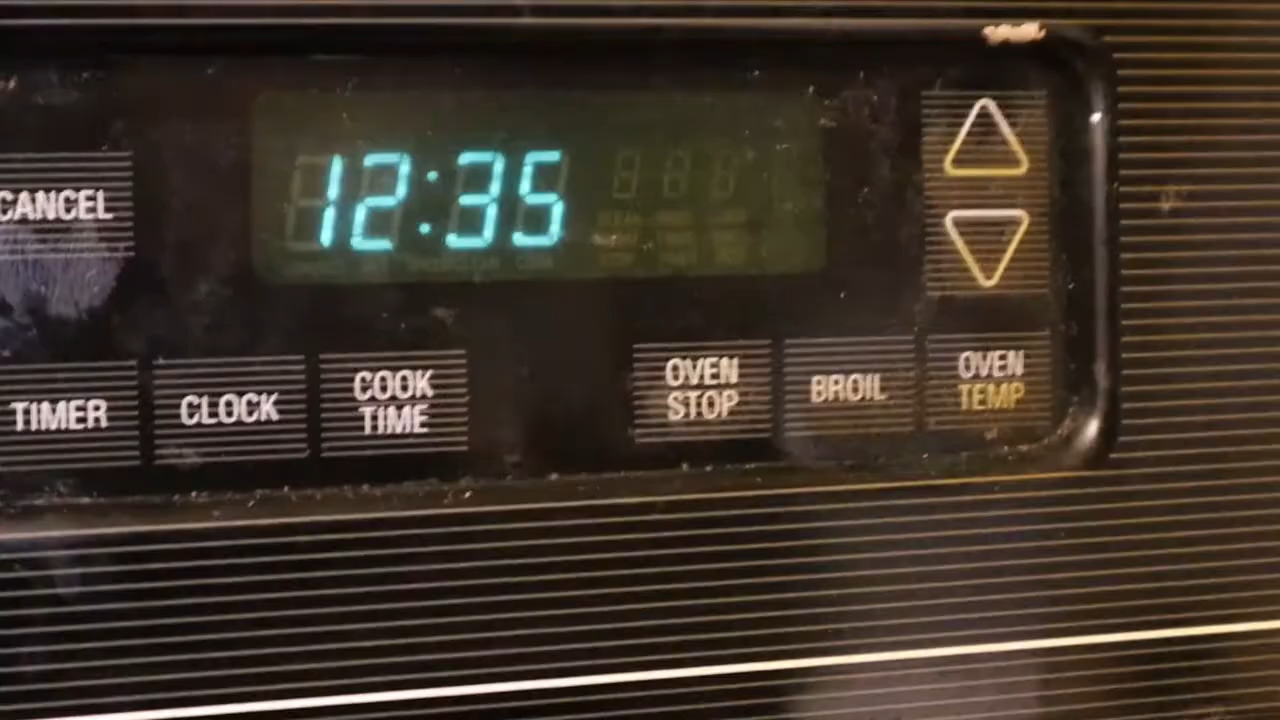 12:35
CANCEL
TIMER
CLOCK
COOK
TIME
OVEN
STOP
BROIL
OVEN
TEMP